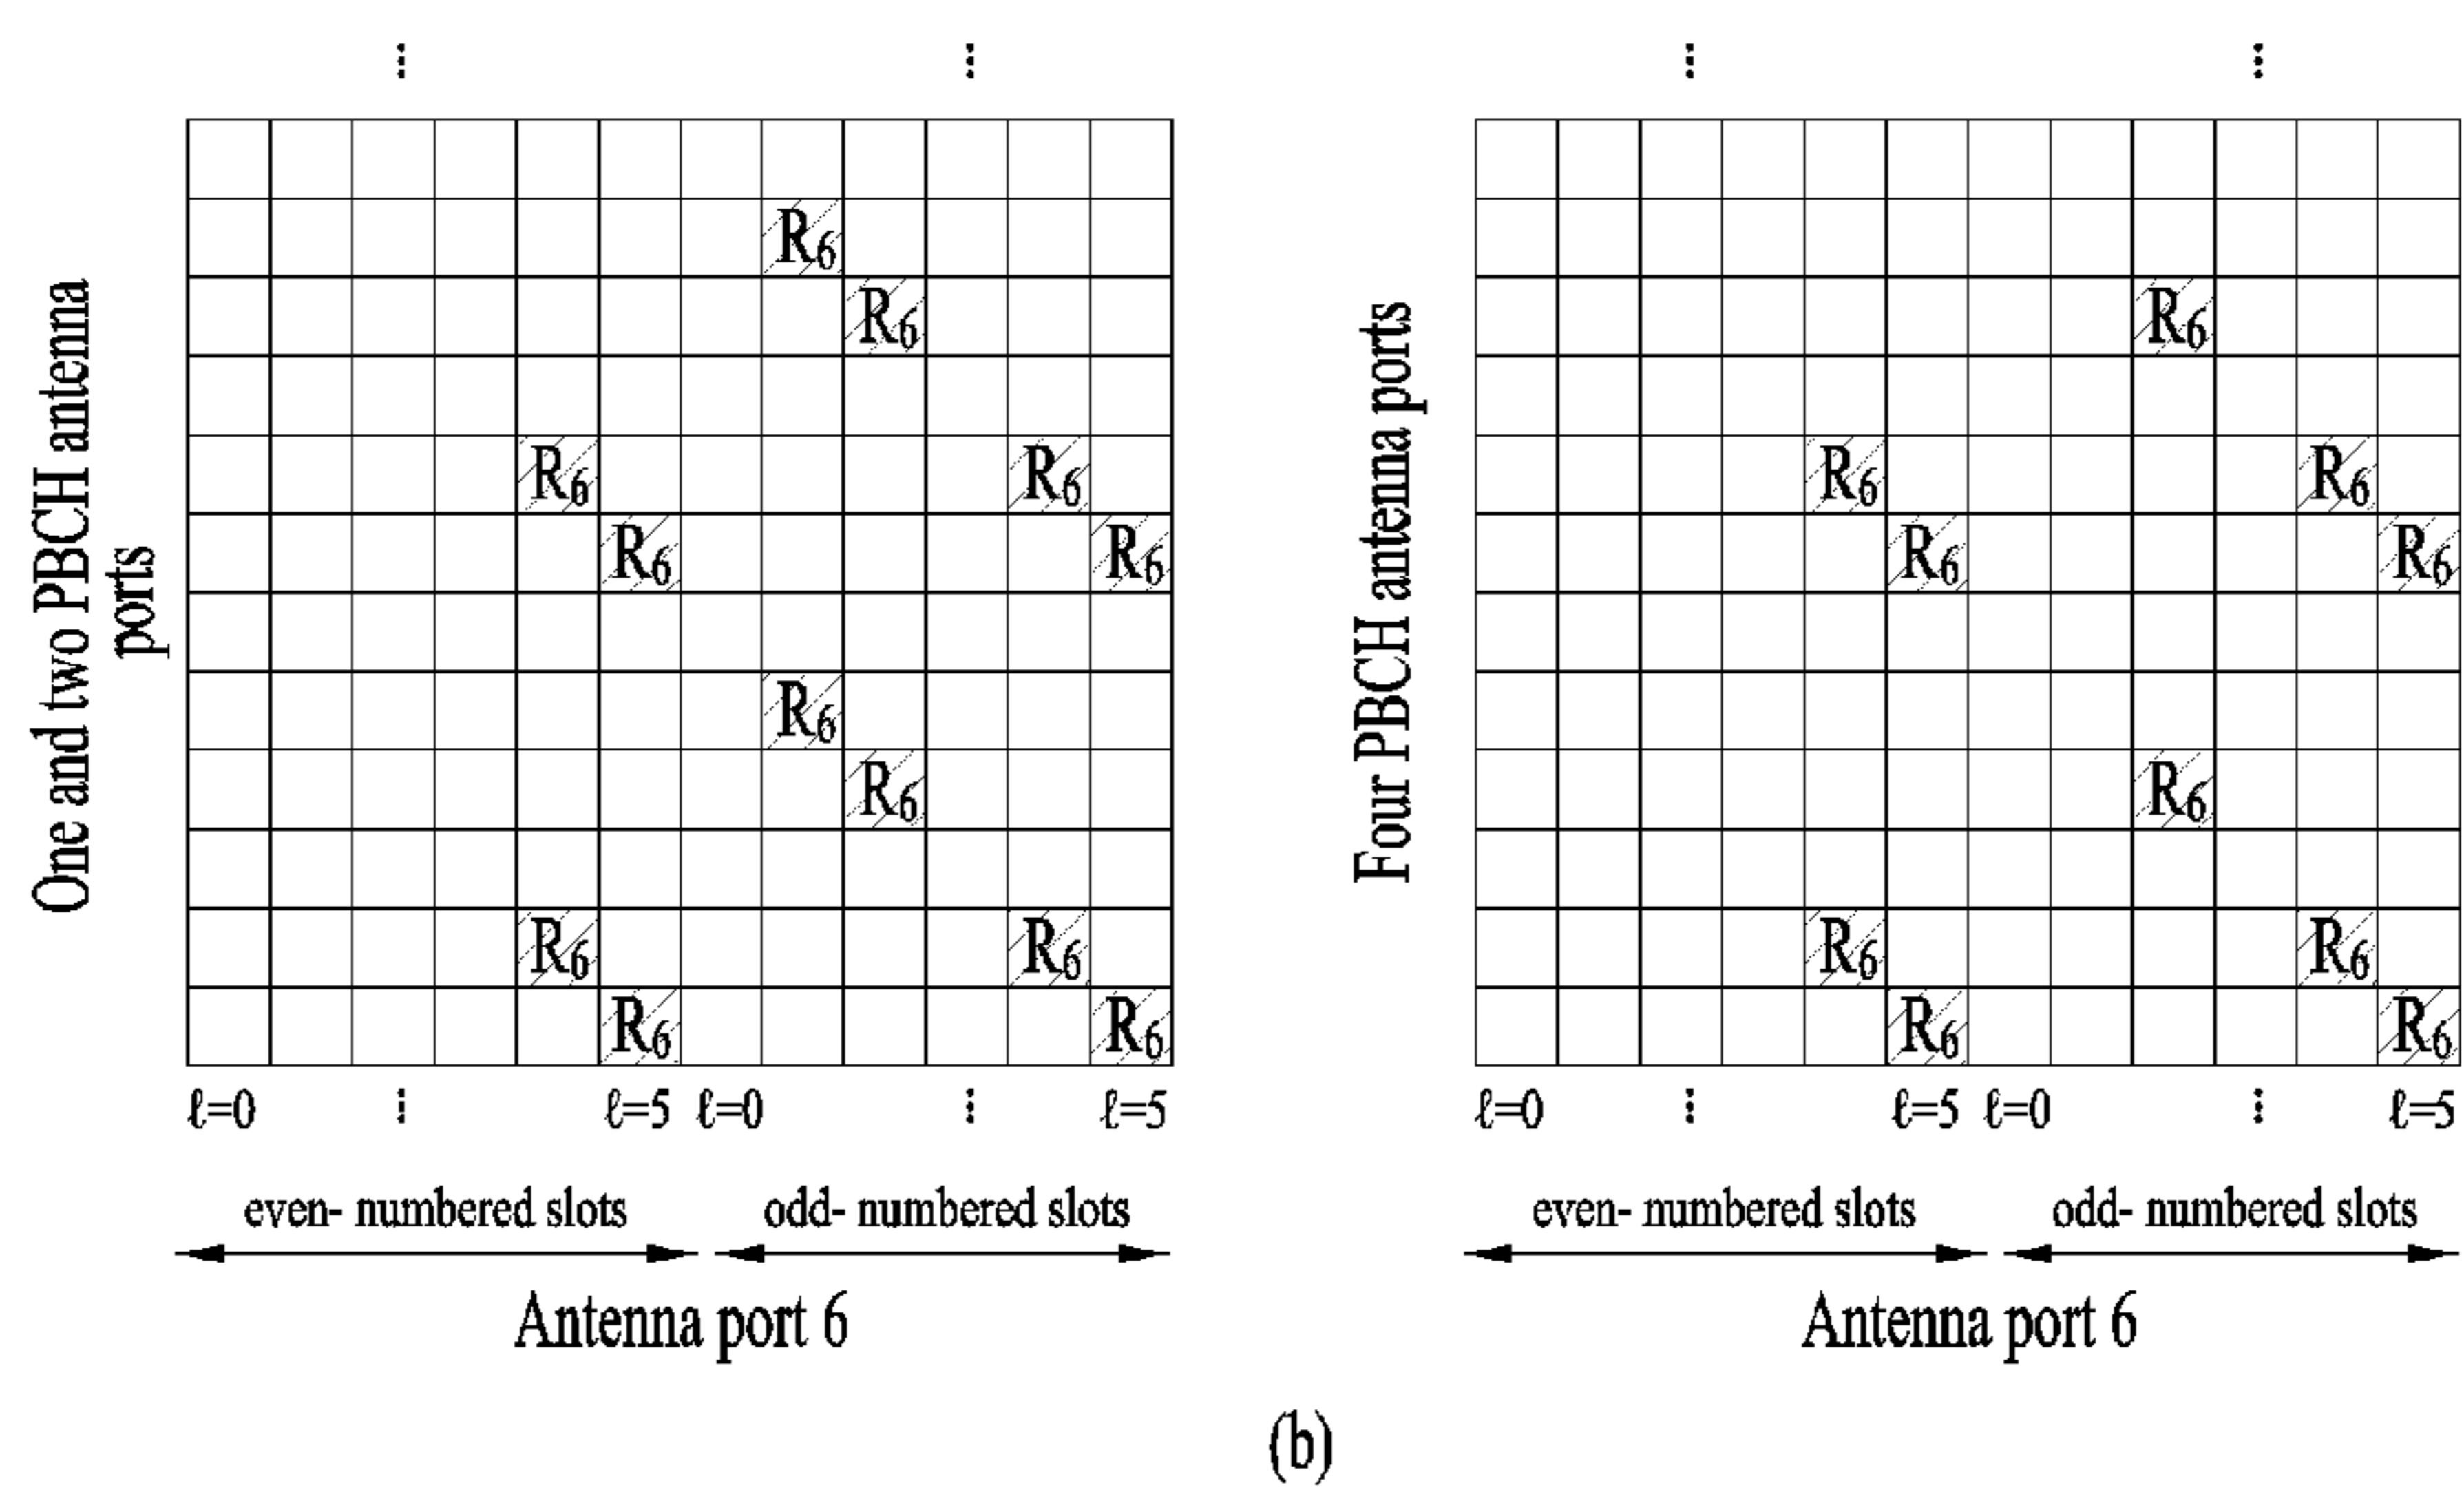 One and two PBCH antenna
ports
R6
R6
R6 R6
R6 R6
R6
R6
R6 R6
R6 R6
ℓ=0 ℓ=5 ℓ=0 ℓ=5
even- numbered slots odd- numbered slots
Antenna port 6
Four PBCH antenna ports
R6
R6 R6
R6 R6
R6
R6 R6
R6 R6
ℓ=0 ℓ=5 ℓ=0 ℓ=5
even- numbered slots odd- numbered slots
Antenna port 6
(b)